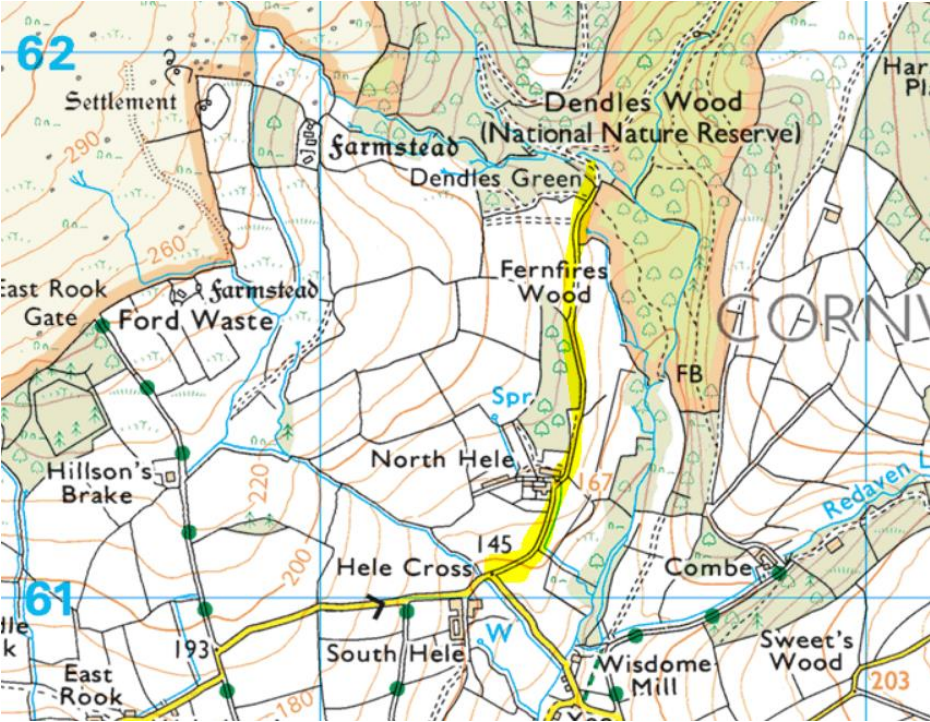 62
Har
Pl
Settlement
Dendles Wood
(National Nature Reserve)
290
Farmstead
Dendles Green
260
Fernfires
Wood
East Rook
Gate
Farmstead
Ford Waste
CORNW
FB
Spr
North Hele
167
Hillson's
Brake
220
Redaven L
145
200
Hele Cross
Combe
61
W
193
South Hele
Sweet's
Wood
Wisdome
Mill
East
Rook
203
180